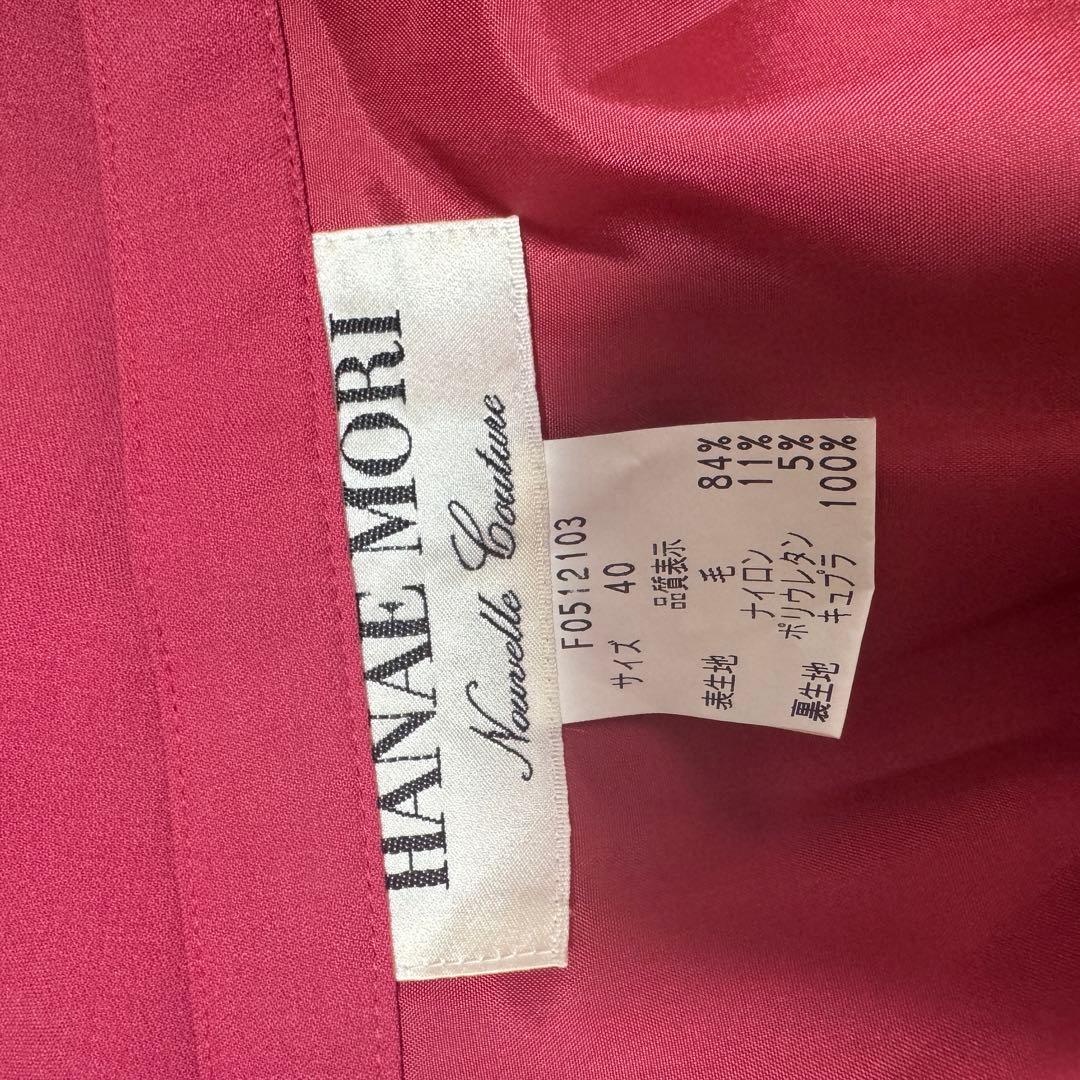 HANAE MORI
Nouvelle Couture
F0512103
サイズ 40
品質表示
表生地 毛 84%
ナイロン 11%
ポリウレタン 5%
裏生地 キュプラ 100%